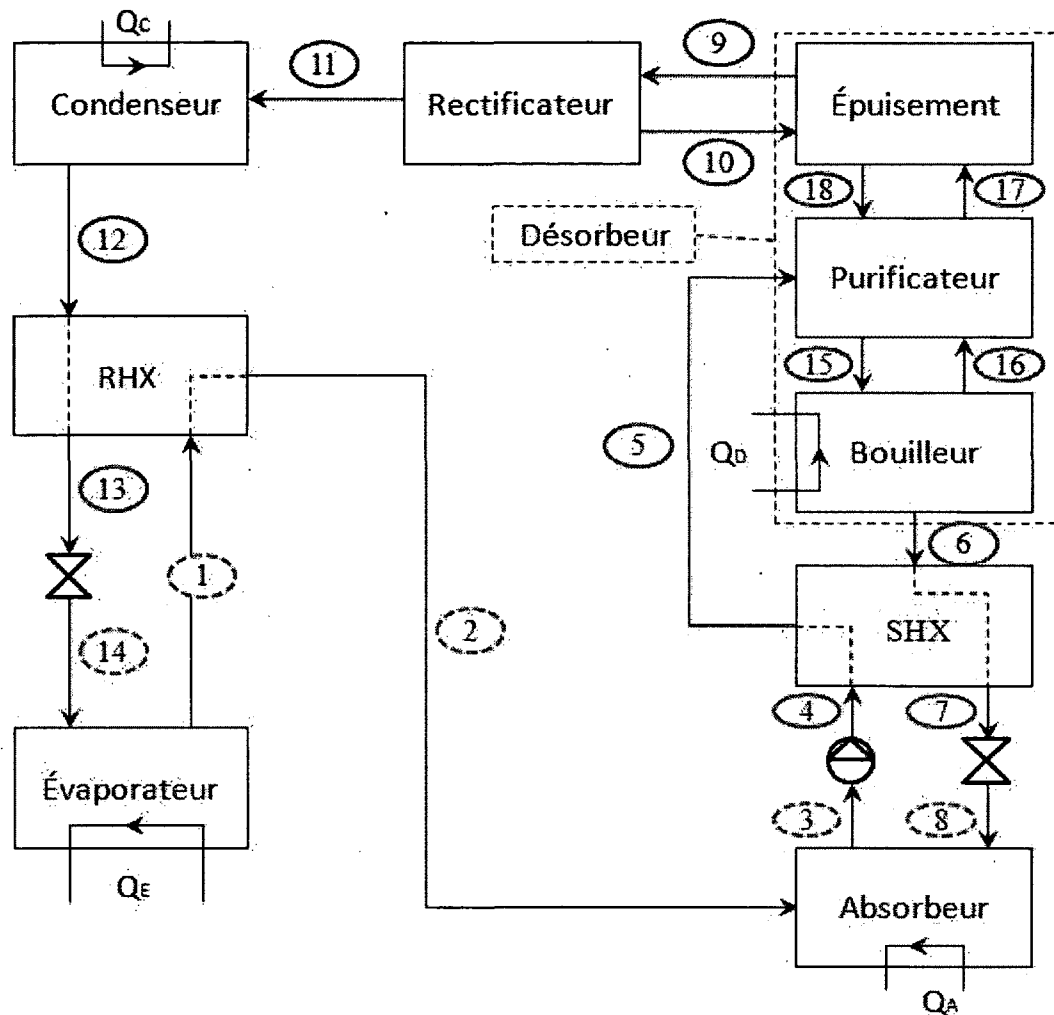 Qc
9
11
Condenseur
Rectificateur
Épuisement
10
18
17
12
Désorbeur
Purificateur
RHX
15
16
5
QD
Bouilleur
13
6
1
2
SHX
14
4
7
Évaporateur
3
8
QE
Absorbeur
QA